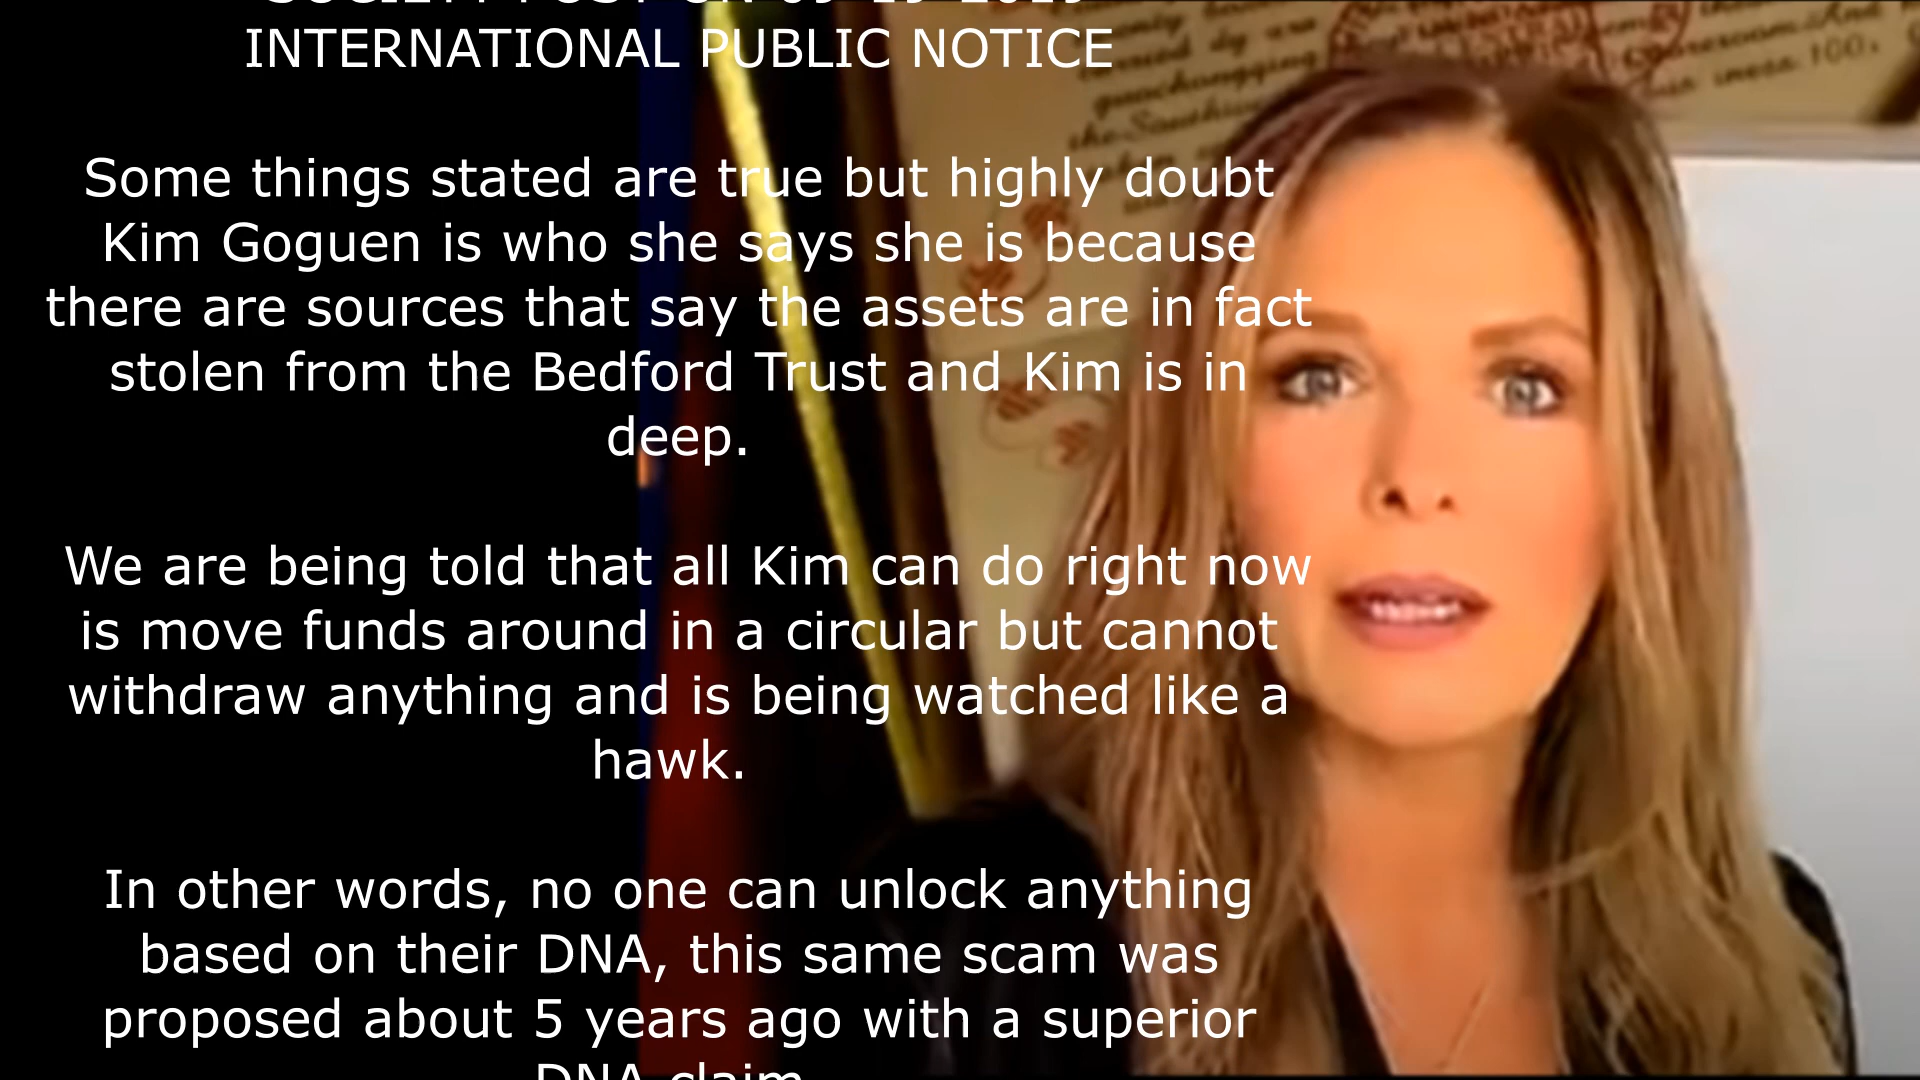 INTERNATIONAL PUBLIC NOTICE
Some things stated are true but highly doubt
Kim Goguen is who she says she is because
there are sources that say the assets are in fact
stolen from the Bedford Trust and Kim is in
deep.
We are being told that all Kim can do right now
is move funds around in a circular but cannot
withdraw anything and is being watched like a
hawk.
In other words, no one can unlock anything
based on their DNA, this same scam was
proposed about 5 years ago with a superior
DNA claim